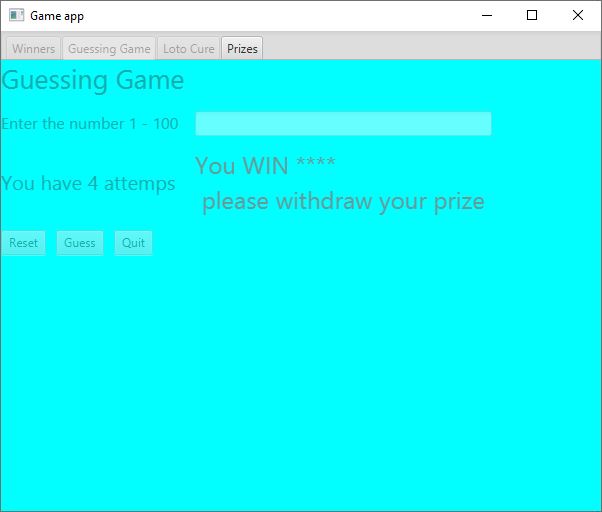 Game app
Winners Guessing Game Loto Cure Prizes
Guessing Game
Enter the number 1 - 100
You WIN ****
You have 4 attemps
please withdraw your prize
Reset Guess Quit